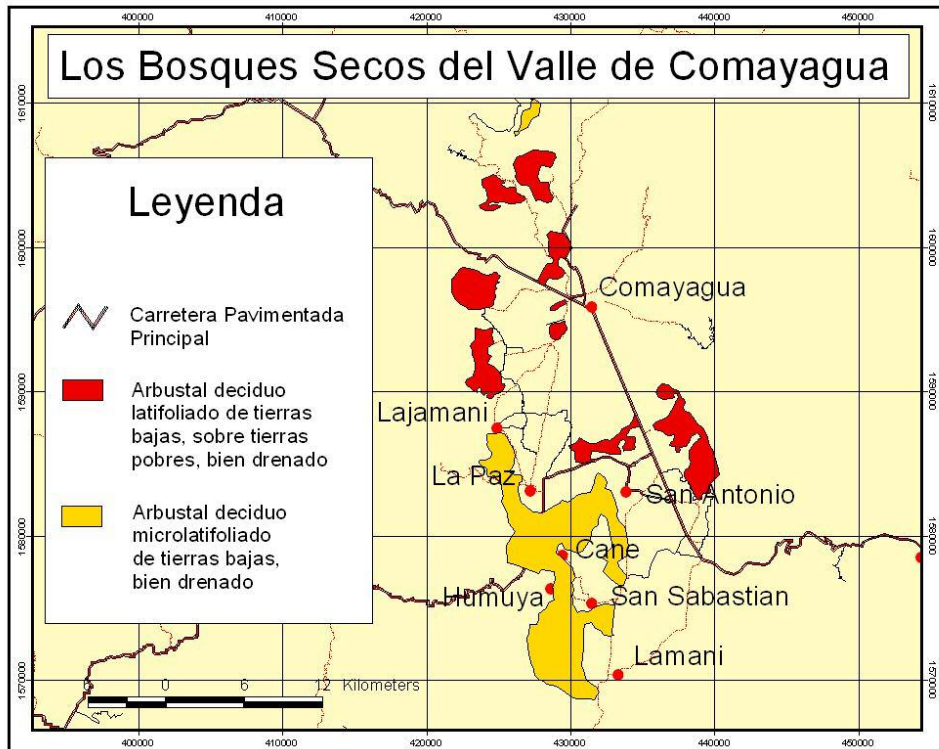 400000 410000 420000 430000 440000 450000
Los Bosques Secos del Valle de Comayagua
1610000 1610000
Leyenda
Carretera Pavimentada
Principal
Arbustal deciduo
latifoliado de tierras
bajas, sobre tierras
pobres, bien drenado
Arbustal deciduo
microlatifoliado
de tierras bajas,
bien drenado
1600000 1600000
Comayagua
1590000 1590000
Lajamani
La Paz
San Antonio
1580000 1580000
Cane
Humuya
San Sabastian
Lamani
1570000 1570000
6 0 6 12 Kilometers
400000 410000 420000 430000 440000 450000